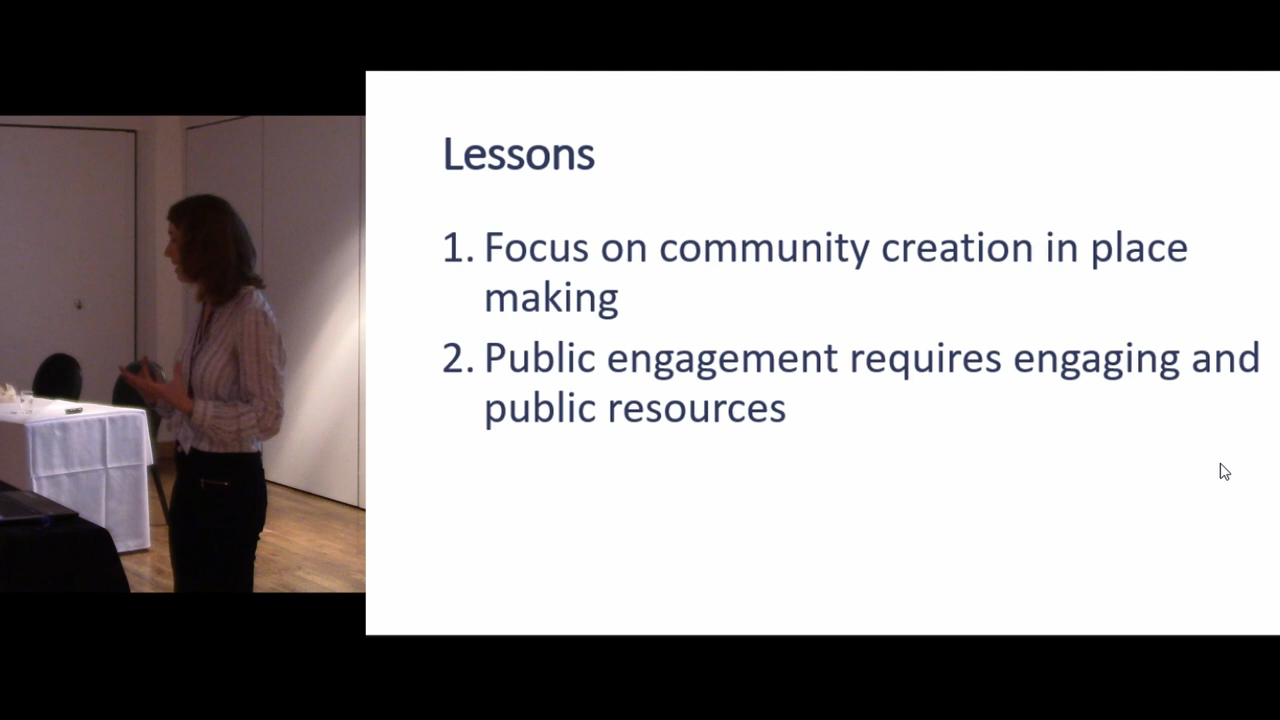 Lessons
1. Focus on community creation in place
making
2. Public engagement requires engaging and
public resources